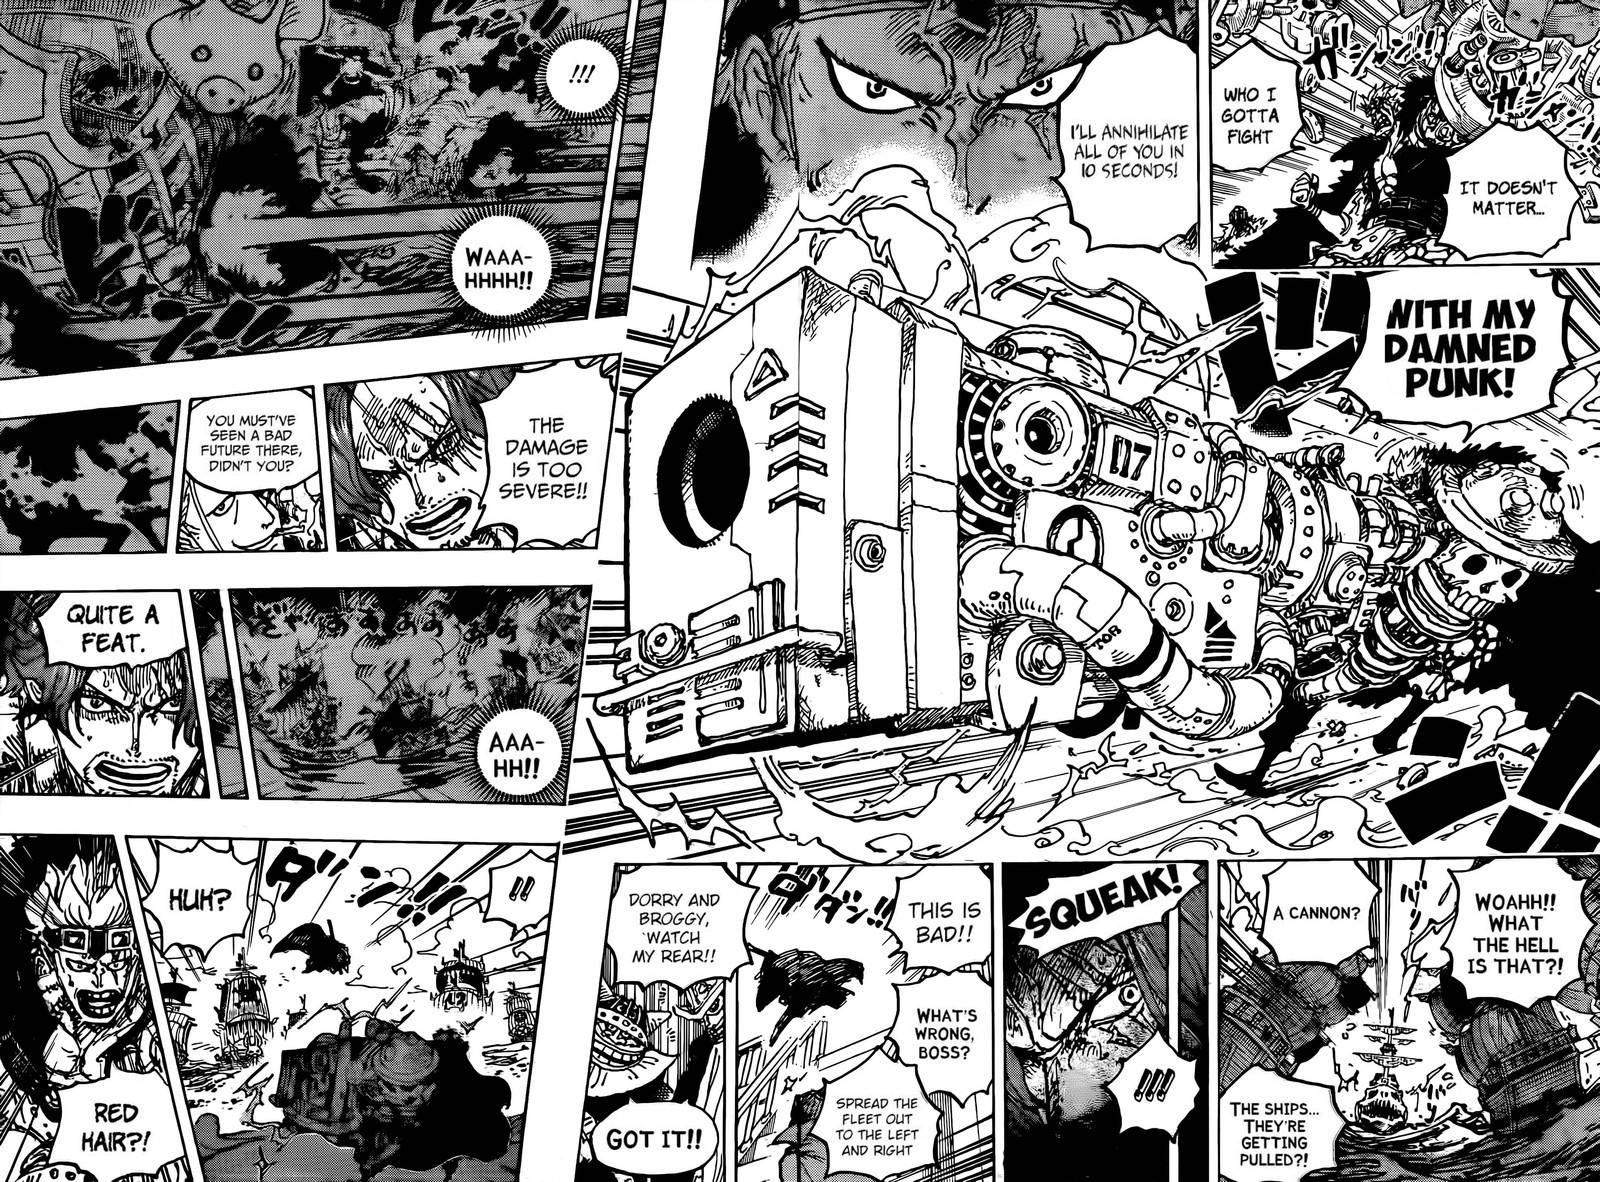 WHO I
GOTTA
FIGHT
IT DOESN'T
MATTER...
I'LL ANNIHILATE
ALL OF YOU IN
10 SECONDS!
NITH MY
DAMNED
PUNK!
117
TOR
WOAHH!!
WHAT
THE HELL
IS THAT?!
A CANNON?
THE SHIPS...
THEY'RE
GETTING
PULLED?!
SQUEAK!
!!!
THIS IS
BAD!!
WHAT'S
WRONG,
BOSS?
SPREAD THE
FLEET OUT
TO THE LEFT
AND RIGHT
DORRY AND
BROGGY,
WATCH
MY REAR!!
GOT IT!!
!!!
WAAA-
HHHH!!
THE
DAMAGE
IS TOO
SEVERE!!
YOU MUST'VE
SEEN A BAD
FUTURE THERE,
DIDN'T YOU?
AAA-
HH!!
QUITE A
FEAT.
!!
HUH?
RED
HAIR?!